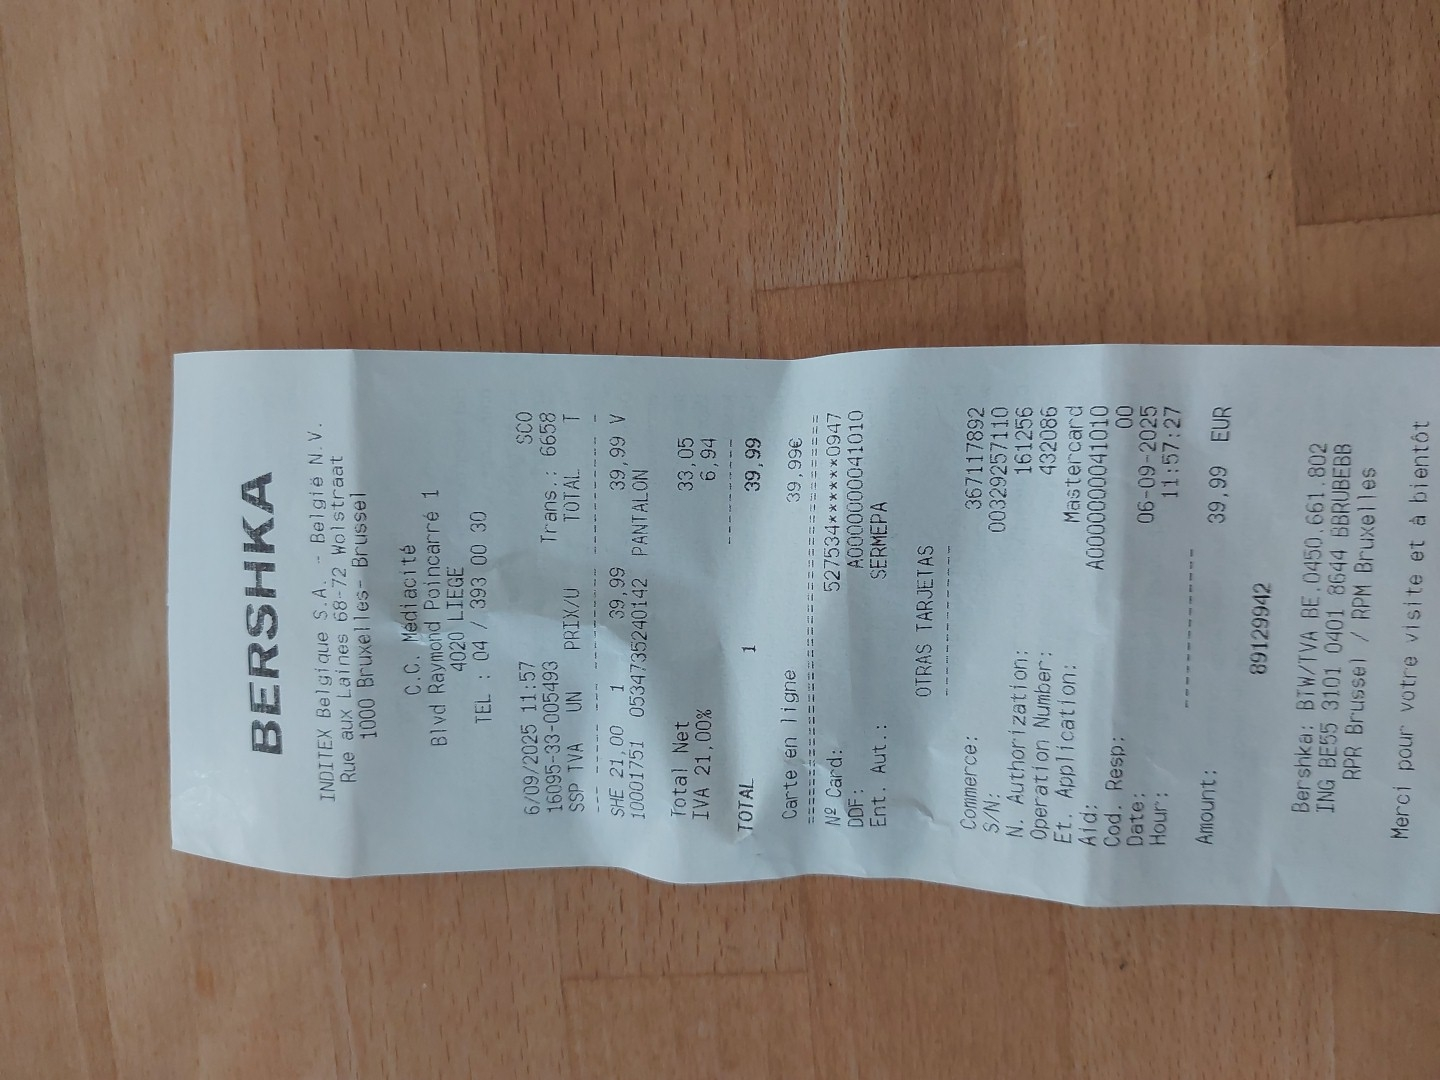 BERSHKA
INDITEX Belgique S.A. - België N.V.
Rue aux Laines 68-72 Wolstraat
1000 Bruxelles- Brussel
C.C. Médiacité
Blvd Raymond Poincarré 1
4020 LIEGE
TEL : 04 / 393 00 30
6/09/2025 11:57 SCO
16095-33-005493 Trans.: 6658
SSP TVA UN PRIX/U TOTAL T
SHE 21,00 1 39,99 39,99 V
10001751 05347352401​42 PANTALON
Total Net 33,05
IVA 21,00% 6,94
TOTAL 1 39,99
Carte en ligne 39,99€
Nº Card: 527534******0947
DDF: A0000000041010
Ent. Aut.: SERMEPA
OTRAS TARJETAS
Commerce: 367117892
S/N: 00329257110
N. Authorization: 161256
Operation Number: 432086
Et. Application: Mastercard
Aid: A0000000041010
Cod. Resp: 00
Date: 06-09-2025
Hour: 11:57:27
Amount: 39,99 EUR
89129942
Bershka: BTW/TVA BE.0450.661.802
ING BE55 3101 0401 8644 BBRUBEBB
RPR Brussel / RPM Bruxelles
Merci pour votre visite et à bientôt